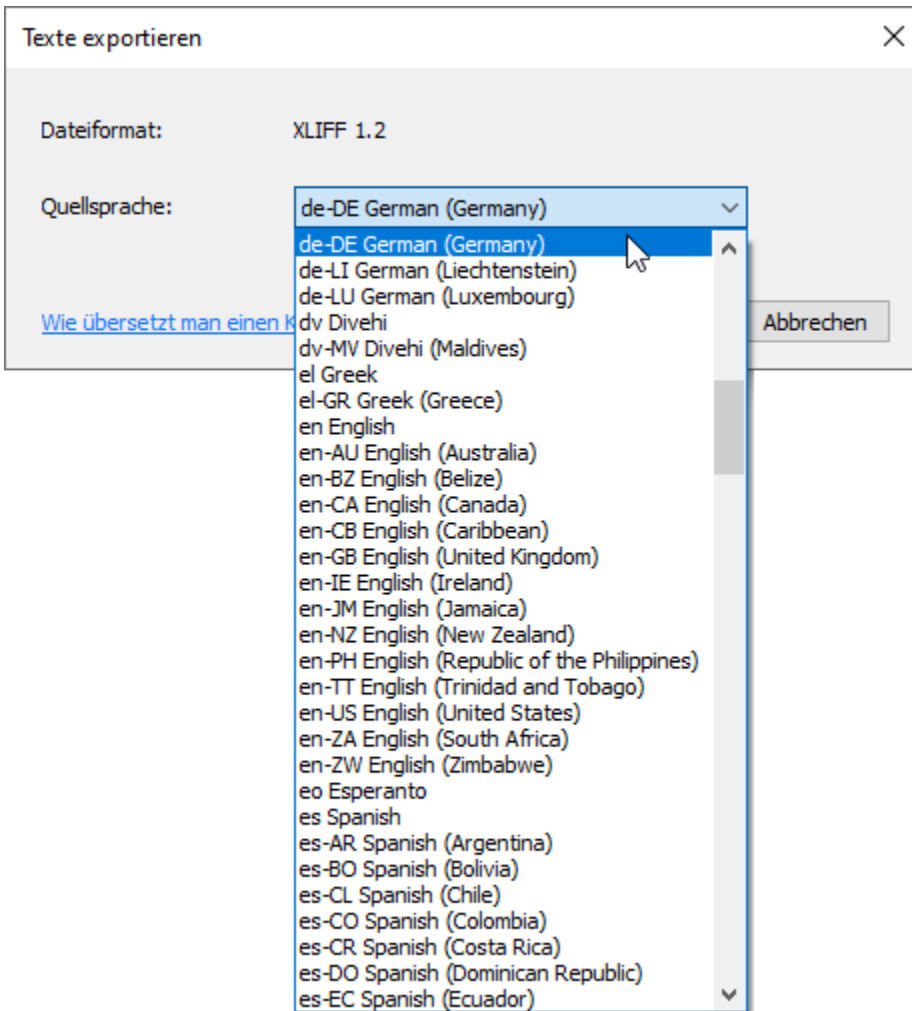 Texte exportieren
Dateiformat: XLIFF 1.2
Quellsprache: de-DE German (Germany)
de-DE German (Germany)
de-LI German (Liechtenstein)
de-LU German (Luxembourg)
Wie übersetzt man einen K
dv Divehi
Abbrechen
dv-MV Divehi (Maldives)
el Greek
el-GR Greek (Greece)
en English
en-AU English (Australia)
en-BZ English (Belize)
en-CA English (Canada)
en-CB English (Caribbean)
en-GB English (United Kingdom)
en-IE English (Ireland)
en-JM English (Jamaica)
en-NZ English (New Zealand)
en-PH English (Republic of the Philippines)
en-TT English (Trinidad and Tobago)
en-US English (United States)
en-ZA English (South Africa)
en-ZW English (Zimbabwe)
eo Esperanto
es Spanish
es-AR Spanish (Argentina)
es-BO Spanish (Bolivia)
es-CL Spanish (Chile)
es-CO Spanish (Colombia)
es-CR Spanish (Costa Rica)
es-DO Spanish (Dominican Republic)
es-EC Spanish (Ecuador)